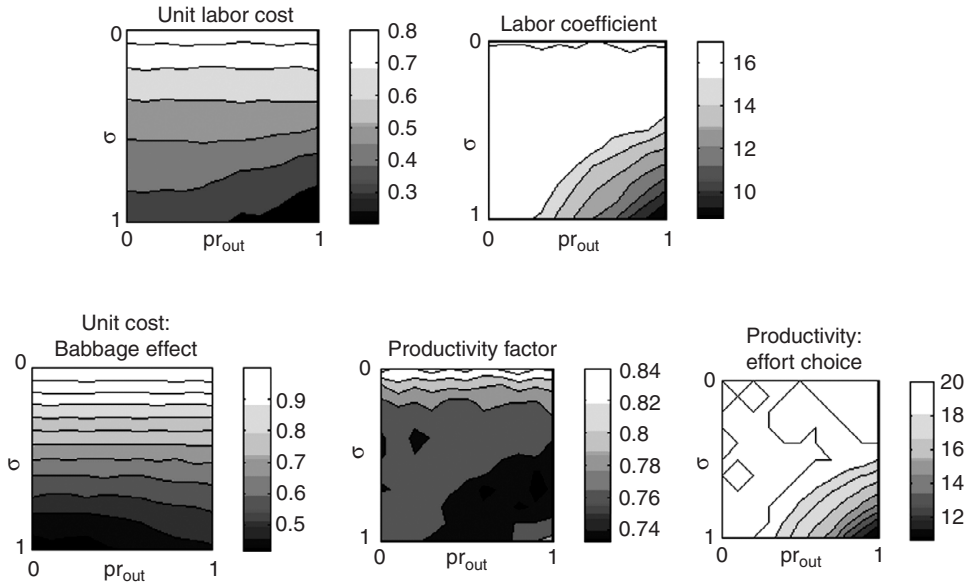 Unit labor cost
0
σ
1
0
pr_out
1
0.8
0.7
0.6
0.5
0.4
0.3
Labor coefficient
0
σ
1
0
pr_out
1
16
14
12
10
Unit cost:
Babbage effect
0
σ
1
0
pr_out
1
0.9
0.8
0.7
0.6
0.5
Productivity factor
0
σ
1
0
pr_out
1
0.84
0.82
0.8
0.78
0.76
0.74
Productivity:
effort choice
0
σ
1
0
pr_out
1
20
18
16
14
12